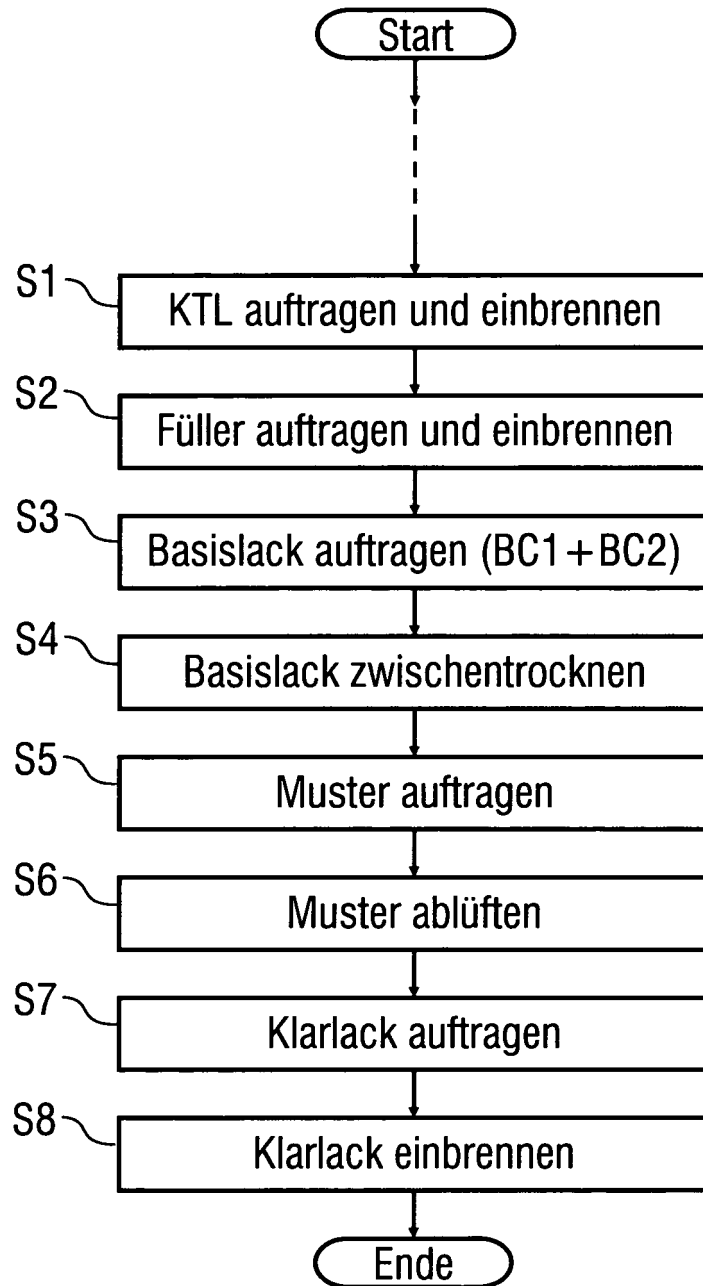 Start
S1
KTL auftragen und einbrennen
S2
Füller auftragen und einbrennen
S3
Basislack auftragen (BC1+BC2)
S4
Basislack zwischentrocknen
S5
Muster auftragen
S6
Muster ablüften
S7
Klarlack auftragen
S8
Klarlack einbrennen
Ende